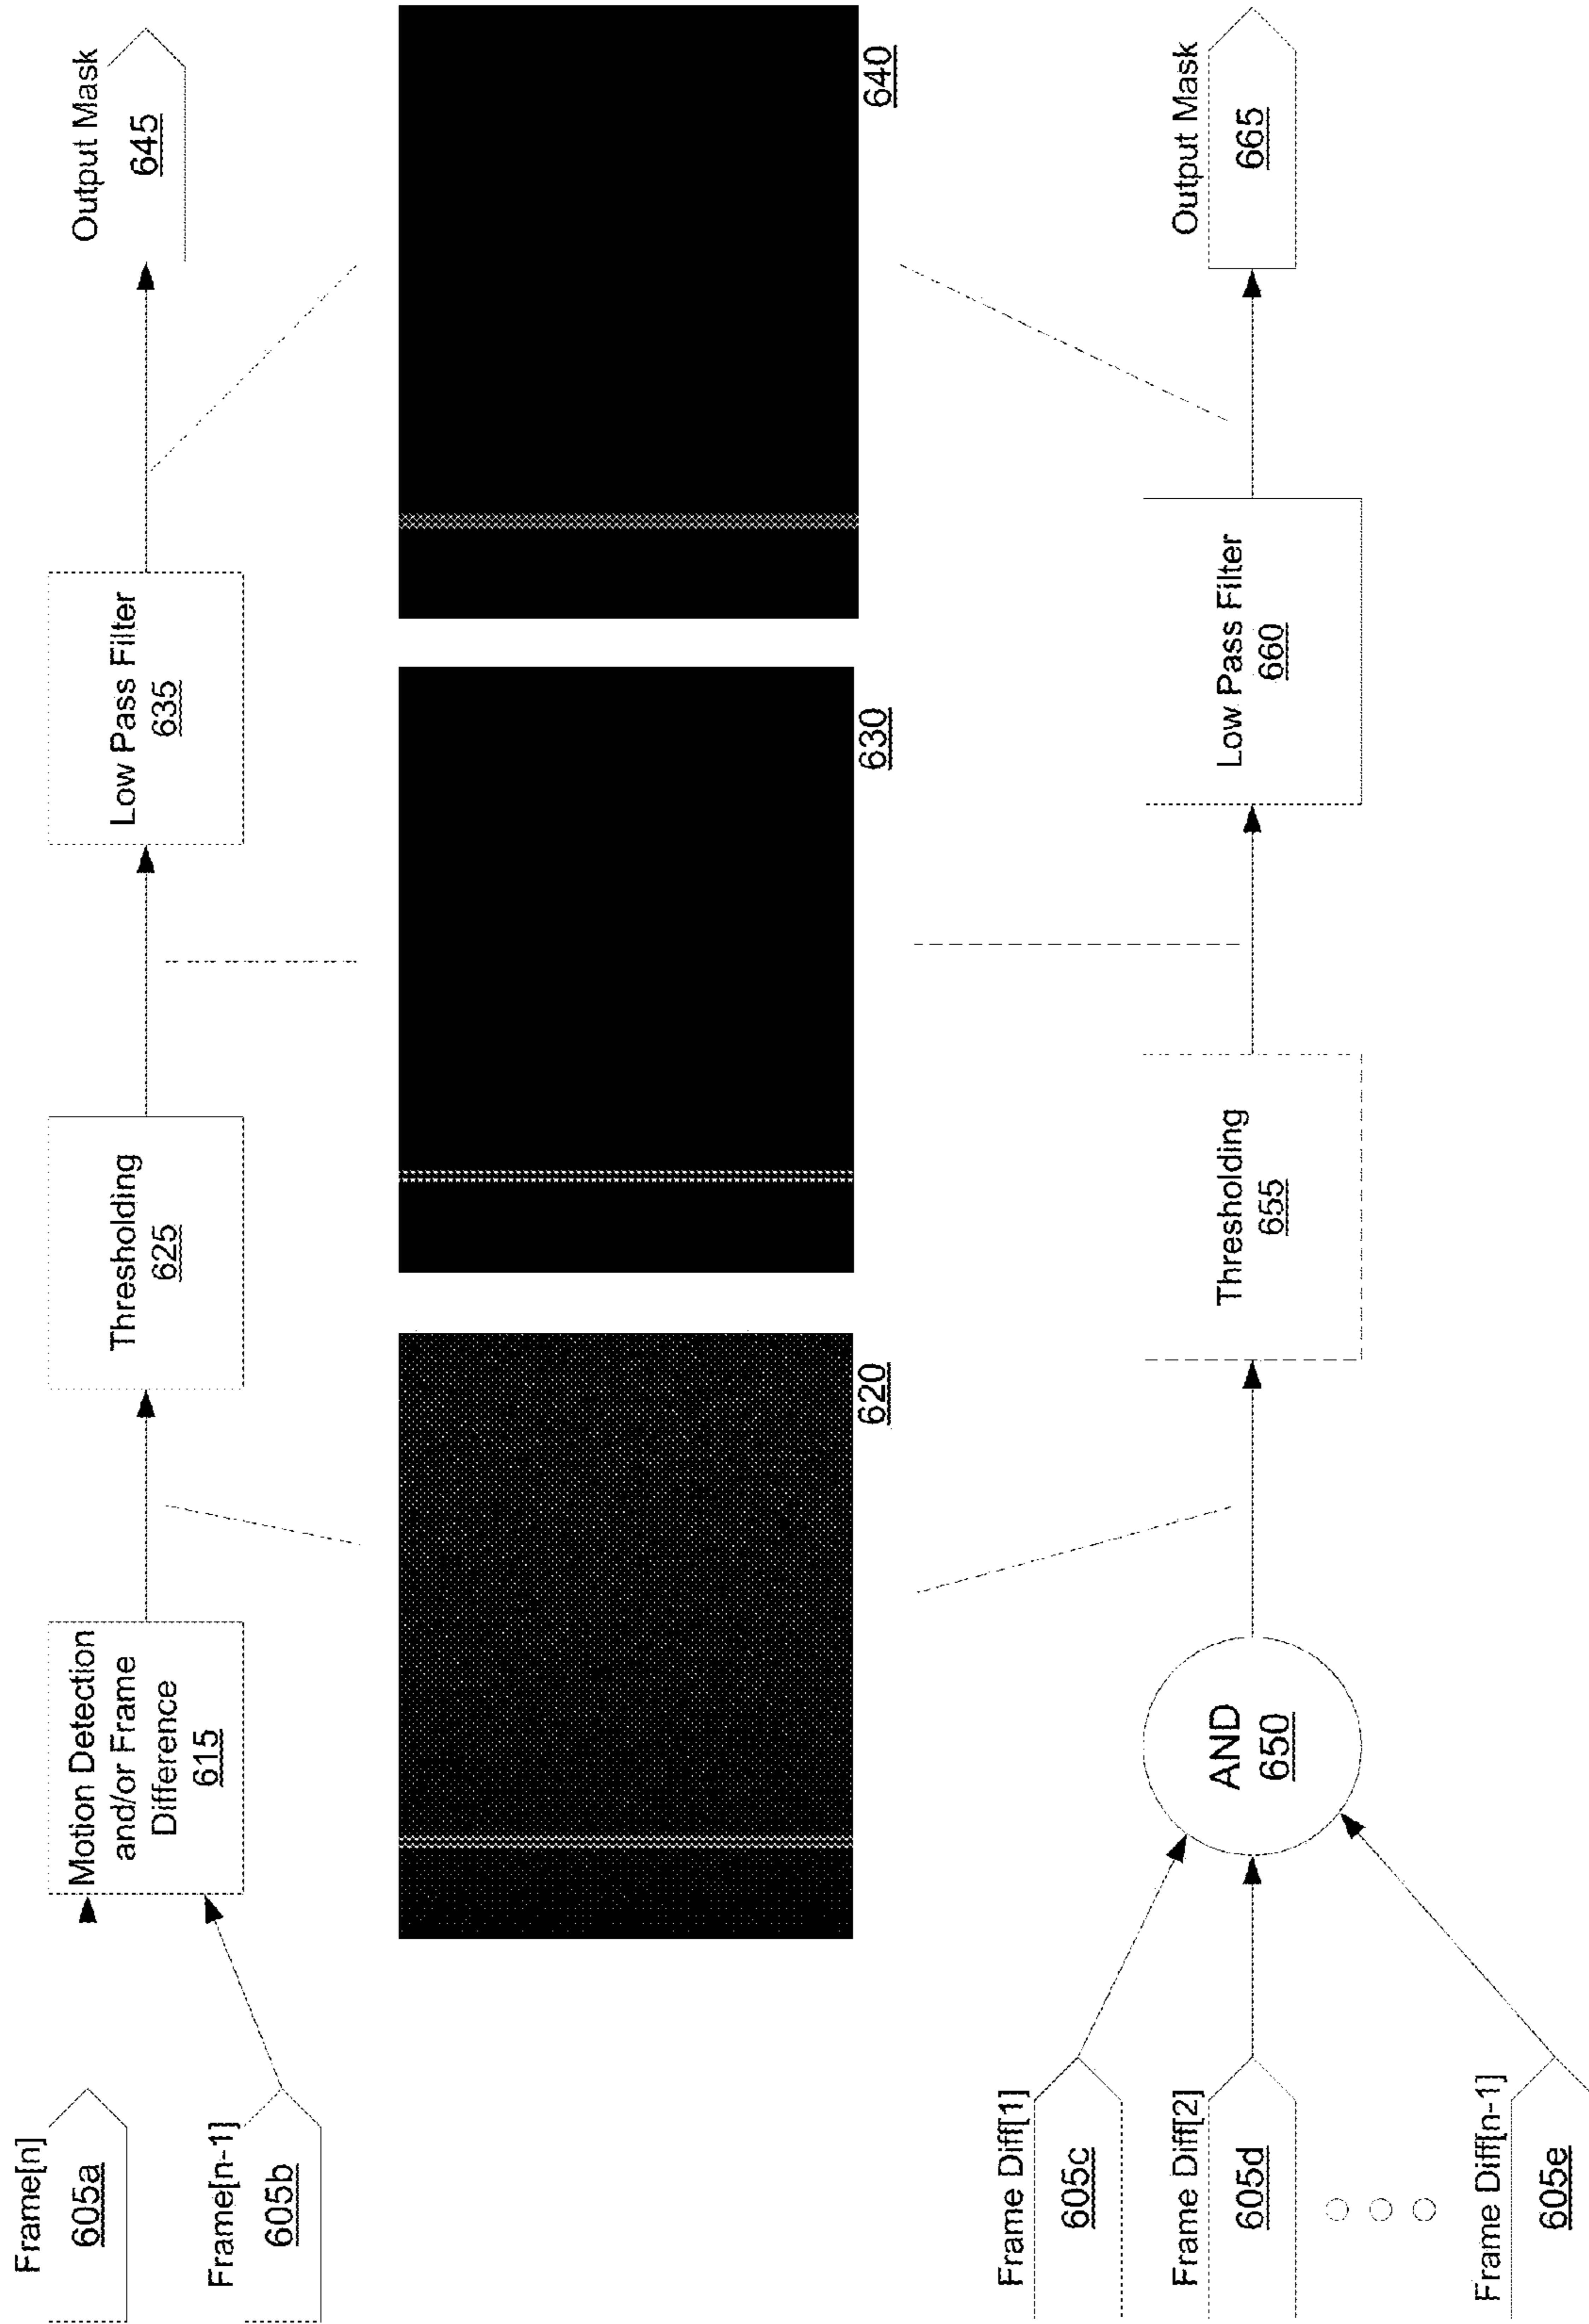 Frame[n]
605a
Frame[n-1]
605b
Motion Detection
and/or Frame
Difference
615
Thresholding
625
Low Pass Filter
635
Output Mask
645
620
630
640
Frame Diff[1]
605c
Frame Diff[2]
605d
Frame Diff[n-1]
605e
AND
650
Thresholding
655
Low Pass Filter
660
Output Mask
665